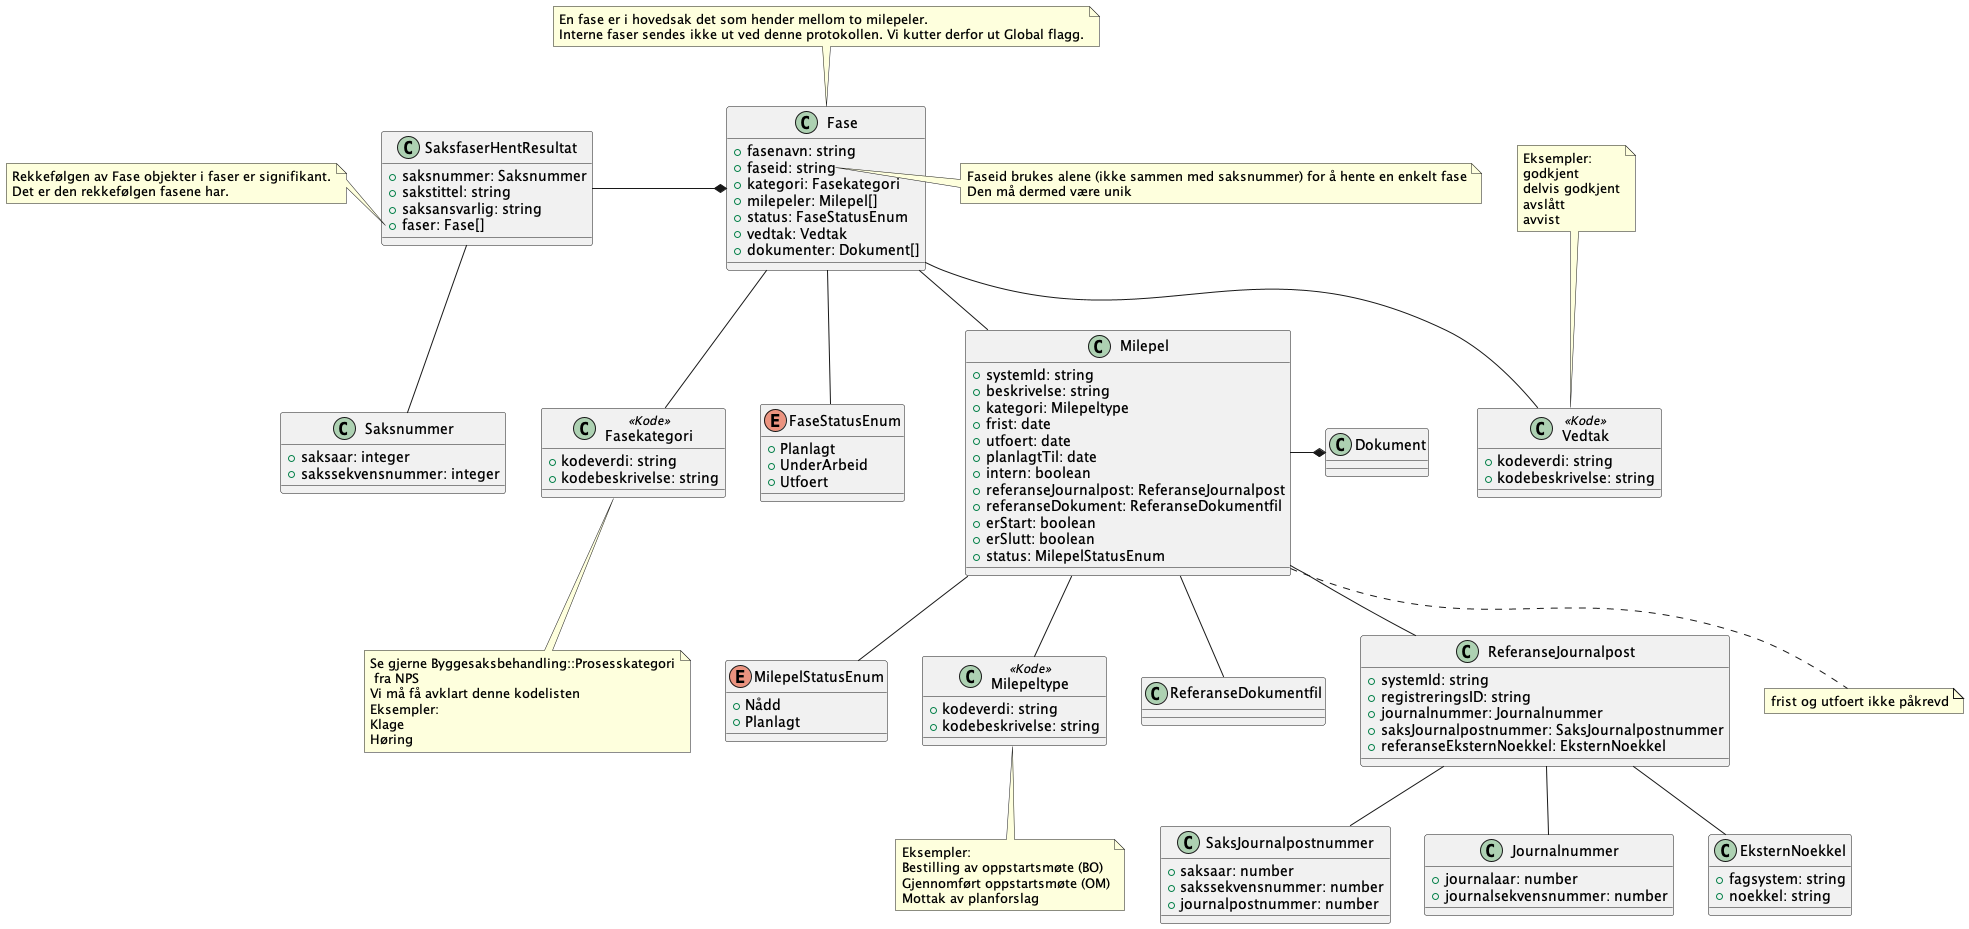 En fase er i hovedsak det som hender mellom to milepeler.
Interne faser sendes ikke ut ved denne protokollen. Vi kutter derfor ut Global flagg.
Rekkefølgen av Fase objekter i faser er signifikant.
Det er den rekkefølgen fasene har.
C SaksfaserHentResultat
saksnummer: Saksnummer
sakstittel: string
saksansvarlig: string
faser: Fase[]
C Fase
fasenavn: string
faseid: string
kategori: Fasekategori
milepeler: Milepel[]
status: FaseStatusEnum
vedtak: Vedtak
dokumenter: Dokument[]
Faseid brukes alene (ikke sammen med saksnummer) for å hente en enkelt fase
Den må dermed være unik
Eksempler:
godkjent
delvis godkjent
avslått
avvist
C Saksnummer
saksaar: integer
sakssekvensnummer: integer
C «Kode»
Fasekategori
kodeverdi: string
kodebeskrivelse: string
E FaseStatusEnum
Planlagt
UnderArbeid
Utfoert
C Milepel
systemId: string
beskrivelse: string
kategori: Milepeltype
frist: date
utfoert: date
planlagtTil: date
intern: boolean
referanseJournalpost: ReferanseJournalpost
referanseDokument: ReferanseDokumentfil
erStart: boolean
erSlutt: boolean
status: MilepelStatusEnum
C Dokument
C «Kode»
Vedtak
kodeverdi: string
kodebeskrivelse: string
Se gjerne Byggesaksbehandling::Prosesskategori
fra NPS
Vi må få avklart denne kodelisten
Eksempler:
Klage
Høring
E MilepelStatusEnum
Nådd
Planlagt
C «Kode»
Milepeltype
kodeverdi: string
kodebeskrivelse: string
C ReferanseDokumentfil
C ReferanseJournalpost
systemId: string
registreringsID: string
journalnummer: Journalnummer
saksJournalpostnummer: SaksJournalpostnummer
referanseEksternNoekkel: EksternNoekkel
frist og utfoert ikke påkrevd
Eksempler:
Bestilling av oppstartsmøte (BO)
Gjennomført oppstartsmøte (OM)
Mottak av planforslag
C SaksJournalpostnummer
saksaar: number
sakssekvensnummer: number
journalpostnummer: number
C Journalnummer
journalaar: number
journalsekvensnummer: number
C EksternNoekkel
fagsystem: string
noekkel: string